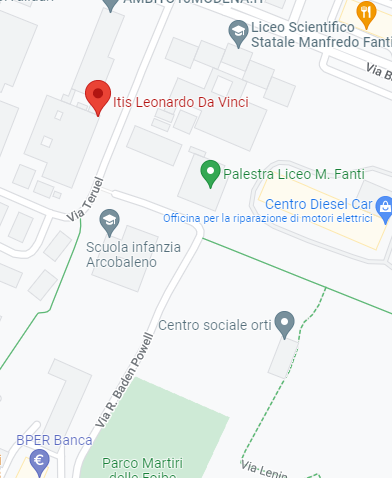 AMBITO10MODENA.IT
Liceo Scientifico
Statale Manfredo Fanti
Via B
Itis Leonardo Da Vinci
Palestra Liceo M. Fanti
Via Teruel
Centro Diesel Car
Officina per la riparazione di motori elettrici
Scuola infanzia
Arcobaleno
Centro sociale orti
Via R. Baden Powell
BPER Banca
€
Parco Martiri
delle Foibe
Via Lenin